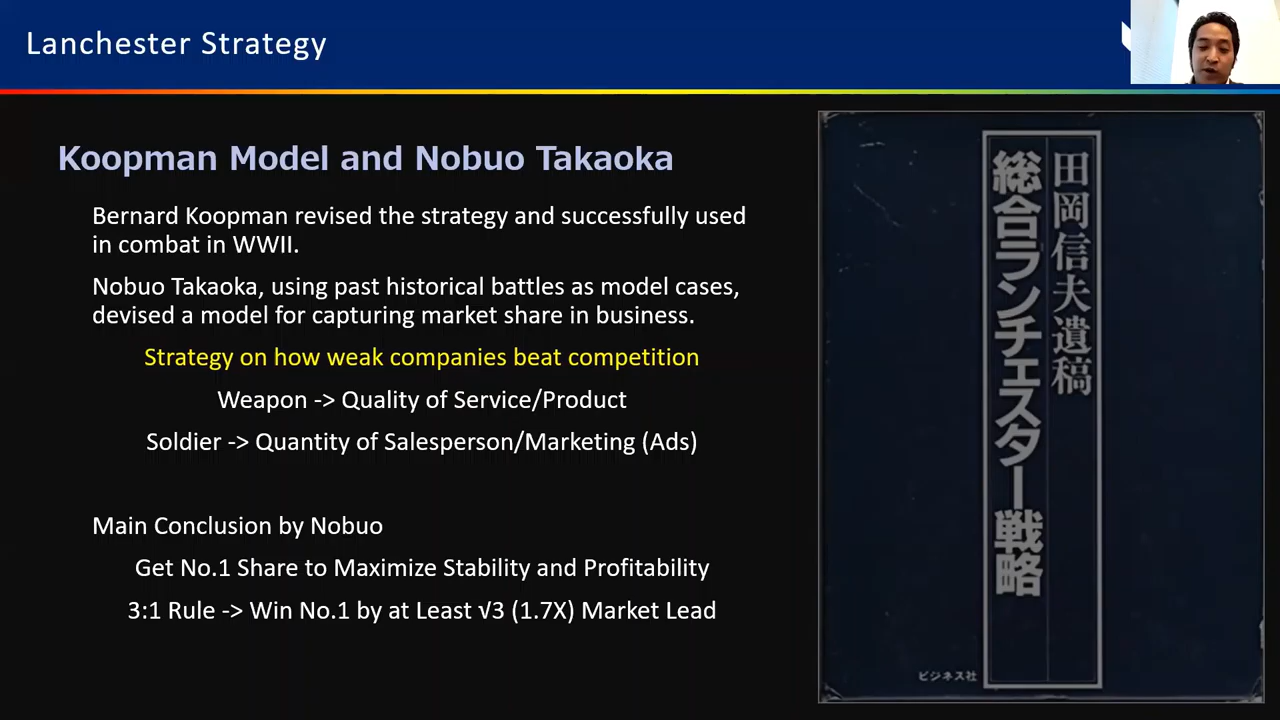 Lanchester Strategy
Koopman Model and Nobuo Takaoka
Bernard Koopman revised the strategy and successfully used
in combat in WWII.
Nobuo Takaoka, using past historical battles as model cases,
devised a model for capturing market share in business.
Strategy on how weak companies beat competition
Weapon -> Quality of Service/Product
Soldier -> Quantity of Salesperson/Marketing (Ads)
Main Conclusion by Nobuo
Get No.1 Share to Maximize Stability and Profitability
3:1 Rule -> Win No.1 by at Least √3 (1.7X) Market Lead
田岡信夫遺稿
総合ランチェスター戦略
ビジネス社